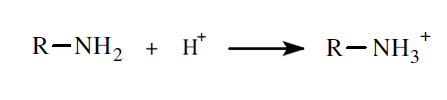 R—NH₂ + H⁺ ⟶ R—NH₃⁺